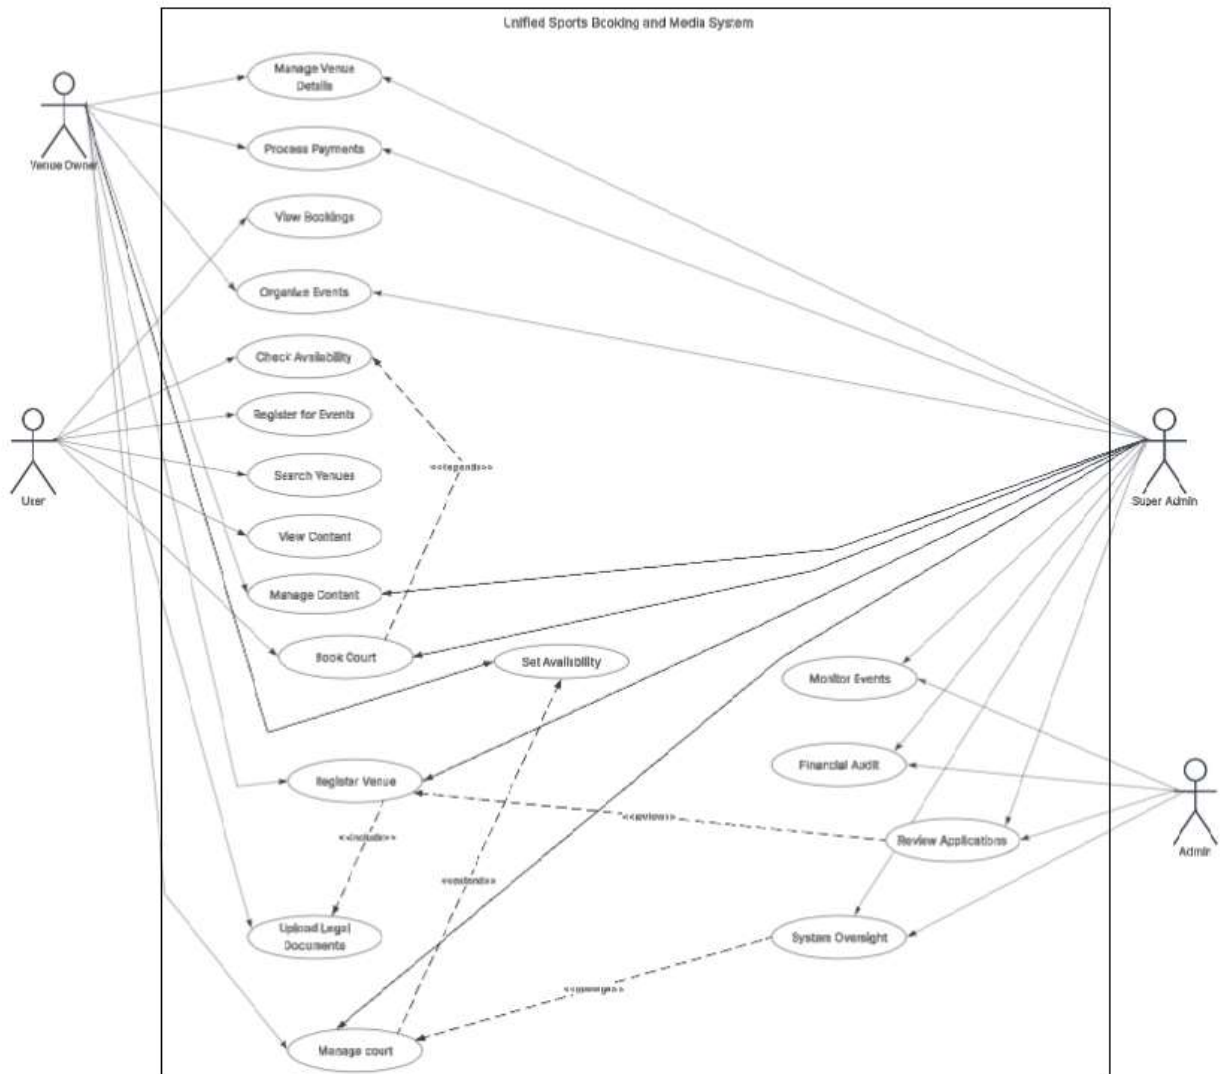 Unified Sports Booking and Media System
Manage Venue
Details
Venue Owner
Process Payments
View Bookings
Organize Events
Check Availability
Register for Events
User
Search Venues
Super Admin
View Content
Manage Content
Book Court
Set Availability
Monitor Events
Financial Audit
Register Venue
<<include>>
Review Applications
Admin
<<extend>>
Upload Legal
Documents
System Oversight
Manage court